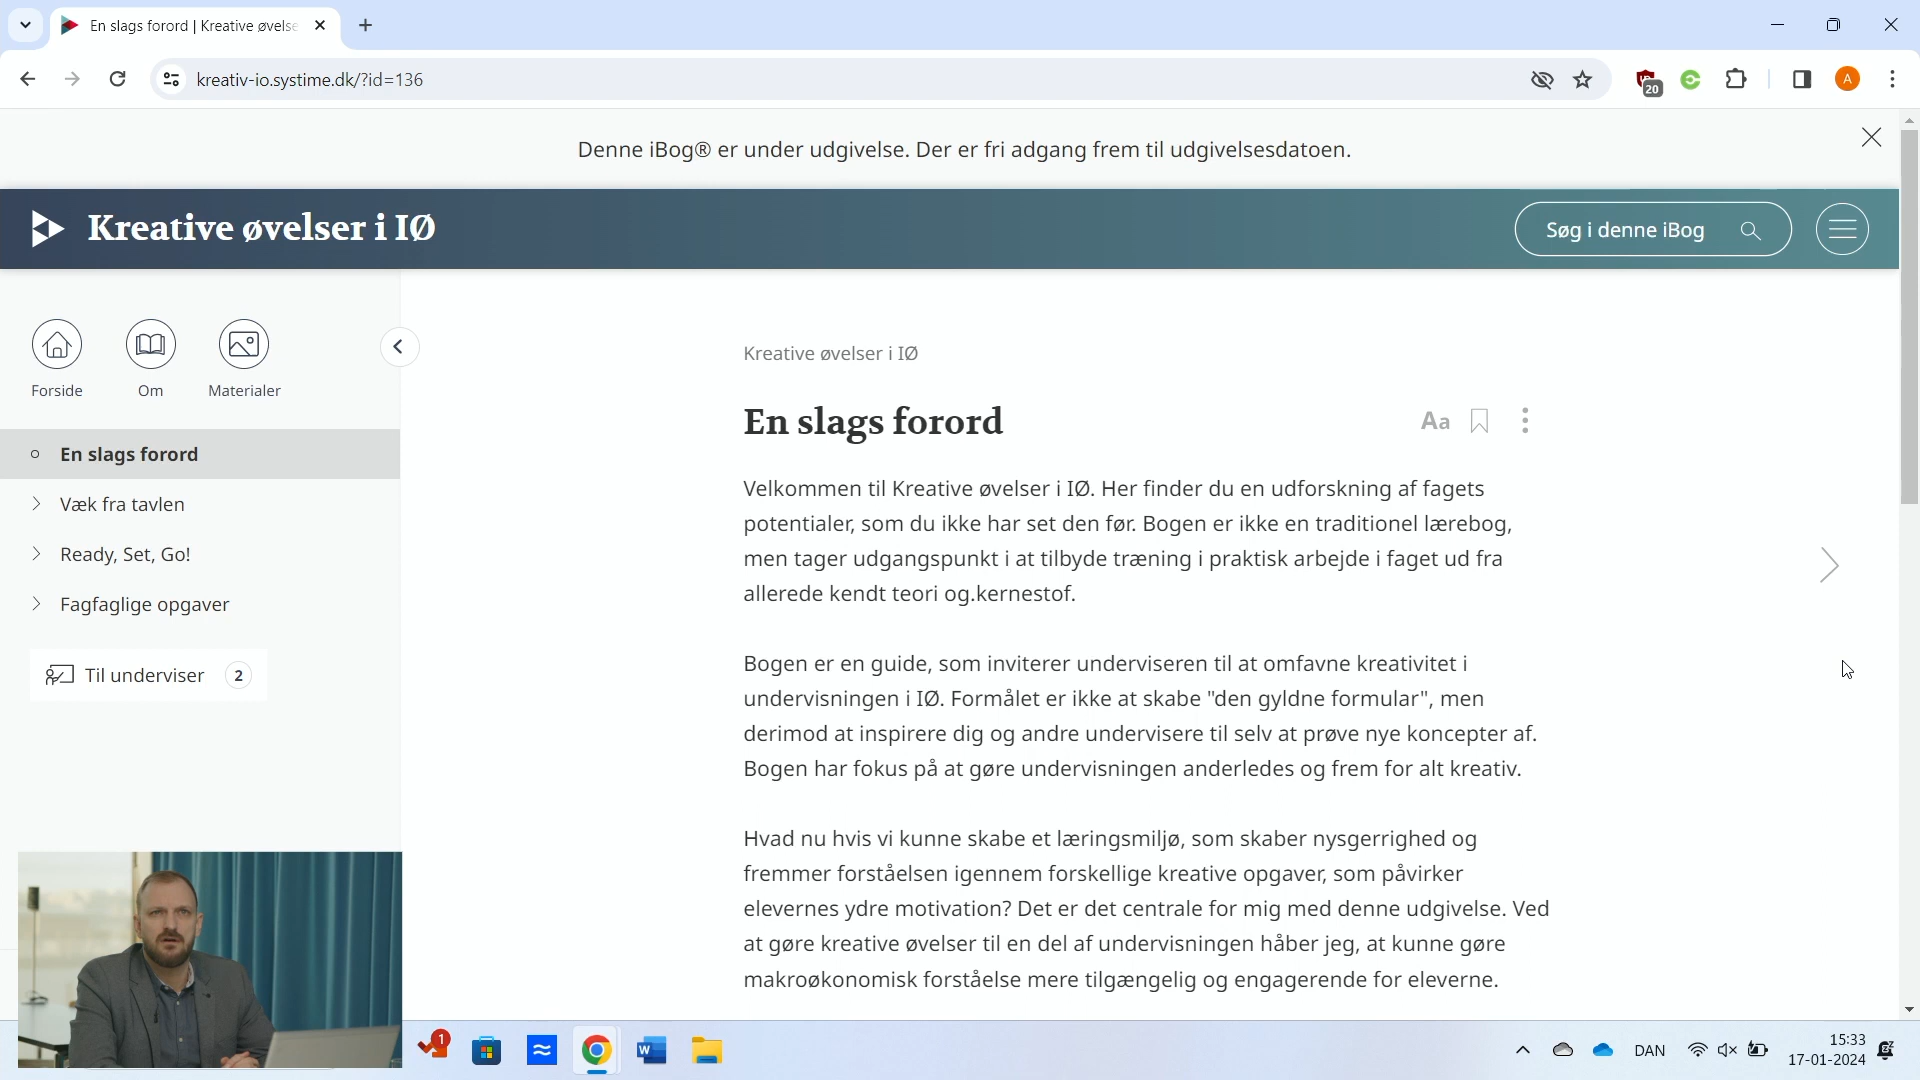 En slags forord | Kreative øvelse
kreativ-io.systime.dk/?id=136
20
A
Denne iBog® er under udgivelse. Der er fri adgang frem til udgivelsesdatoen.
Kreative øvelser i IØ
Søg i denne iBog
Forside
Om
Materialer
En slags forord
Væk fra tavlen
Ready, Set, Go!
Fagfaglige opgaver
Til underviser 2
Kreative øvelser i IØ
En slags forord
Aa
Velkommen til Kreative øvelser i IØ. Her finder du en udforskning af fagets
potentialer, som du ikke har set den før. Bogen er ikke en traditionel lærebog,
men tager udgangspunkt i at tilbyde træning i praktisk arbejde i faget ud fra
allerede kendt teori og.kernestof.
Bogen er en guide, som inviterer underviseren til at omfavne kreativitet i
undervisningen i IØ. Formålet er ikke at skabe "den gyldne formular", men
derimod at inspirere dig og andre undervisere til selv at prøve nye koncepter af.
Bogen har fokus på at gøre undervisningen anderledes og frem for alt kreativ.
Hvad nu hvis vi kunne skabe et læringsmiljø, som skaber nysgerrighed og
fremmer forståelsen igennem forskellige kreative opgaver, som påvirker
elevernes ydre motivation? Det er det centrale for mig med denne udgivelse. Ved
at gøre kreative øvelser til en del af undervisningen håber jeg, at kunne gøre
makroøkonomisk forståelse mere tilgængelig og engagerende for eleverne.
1
W
DAN
15:33
17-01-2024